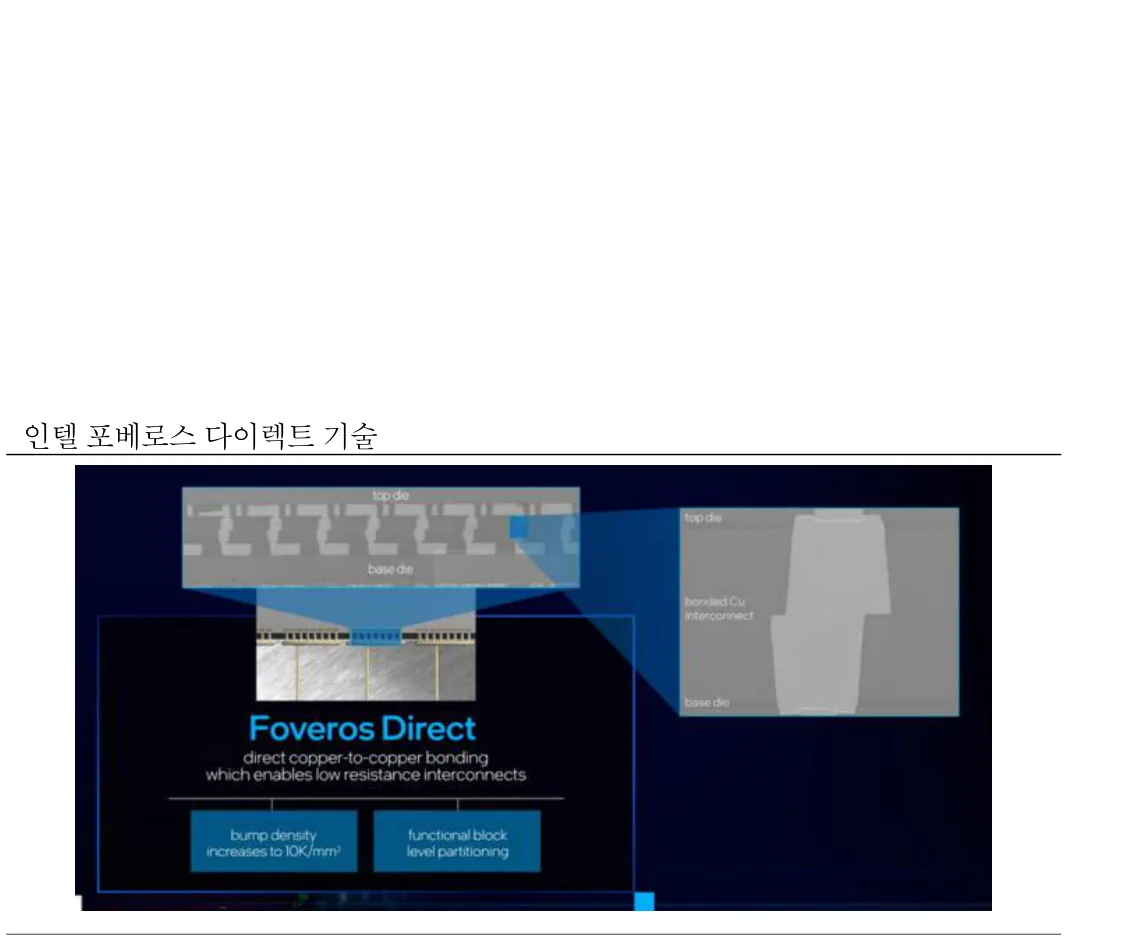 인텔 포베로스 다이렉트 기술
top die
base die
top die
bonded Cu
interconnect
base die
Foveros Direct
direct copper-to-copper bonding
which enables low resistance interconnects
bump density
increases to 10K/mm²
functional block
level partitioning